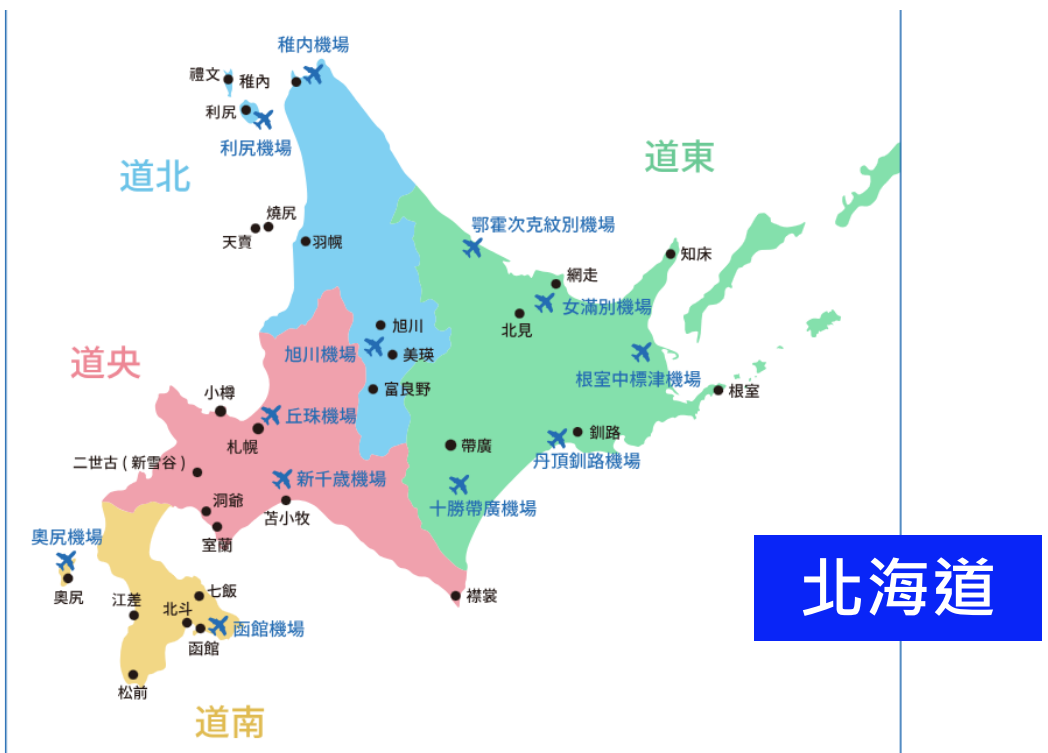 稚内機場
禮文
稚內
利尻
利尻機場
道北
道東
燒尻
天賣
羽幌
鄂霍次克紋別機場
知床
網走
女滿別機場
北見
旭川
旭川機場
美瑛
根室中標津機場
道央
富良野
根室
小樽
丘珠機場
札幌
釧路
帶廣
丹頂釧路機場
二世古 ( 新雪谷 )
新千歲機場
十勝帶廣機場
洞爺
苫小牧
室蘭
奧尻機場
奧尻
七飯
襟裳
江差
北斗
函館機場
函館
松前
道南
北海道